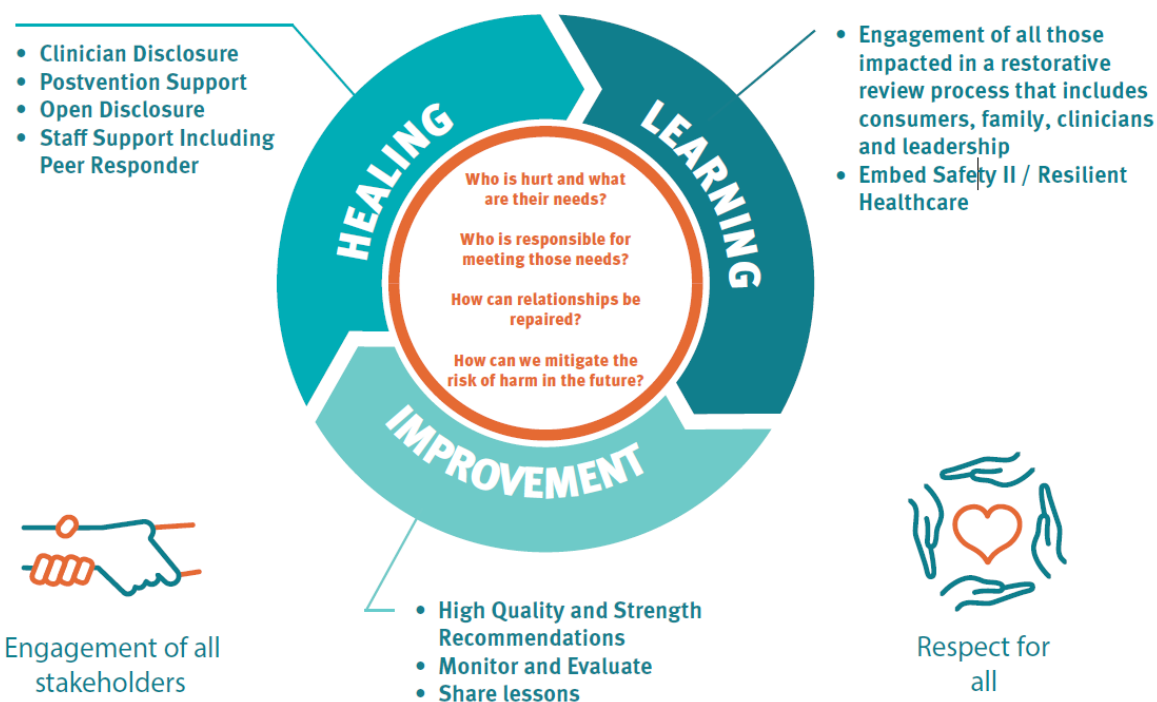 • Clinician Disclosure
• Postvention Support
• Open Disclosure
• Staff Support Including
Peer Responder
HEALING
LEARNING
IMPROVEMENT
Who is hurt and what
are their needs?
Who is responsible for
meeting those needs?
How can relationships be
repaired?
How can we mitigate the
risk of harm in the future?
• Engagement of all those
impacted in a restorative
review process that includes
consumers, family, clinicians
and leadership
• Embed Safety II / Resilient
Healthcare
• High Quality and Strength
Recommendations
• Monitor and Evaluate
• Share lessons
Engagement of all
stakeholders
Respect for
all